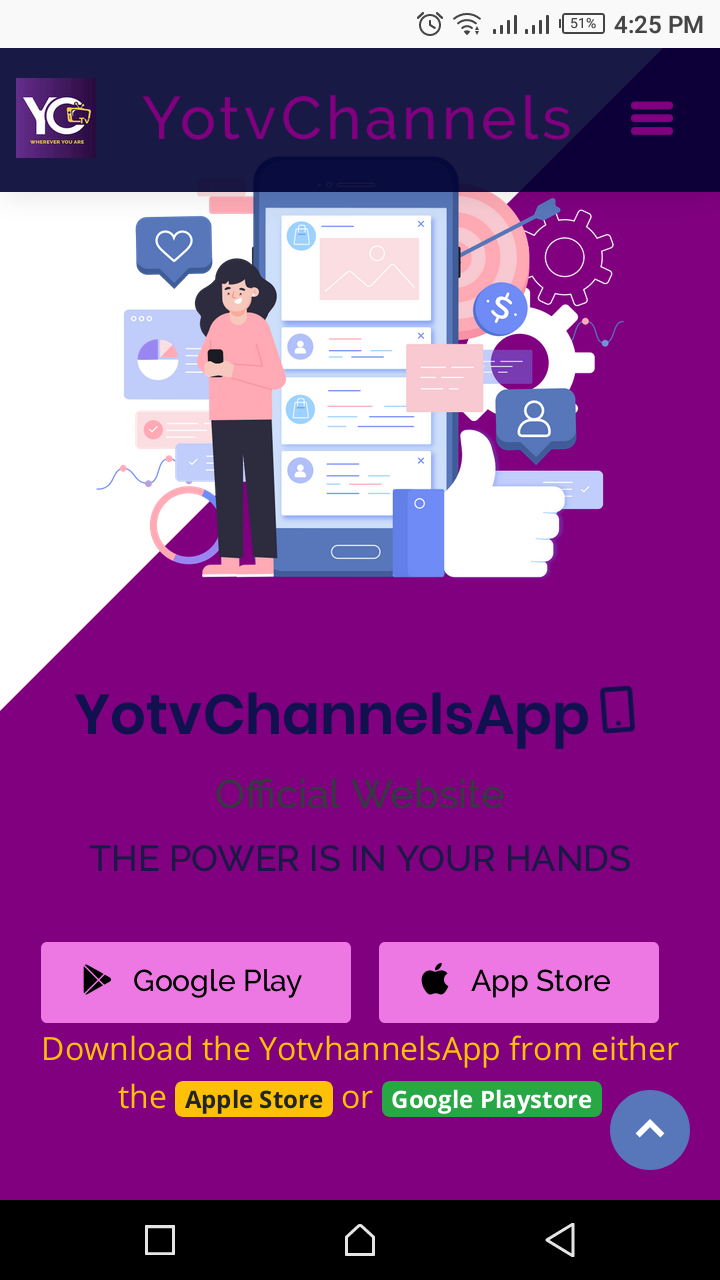 51% 4:25 PM
YC TV
WHEREVER YOU ARE
YotvChannels
$
YotvChannelsApp
Official Website
THE POWER IS IN YOUR HANDS
Google Play
App Store
Download the YotvhannelsApp from either
the Apple Store or Google Playstore